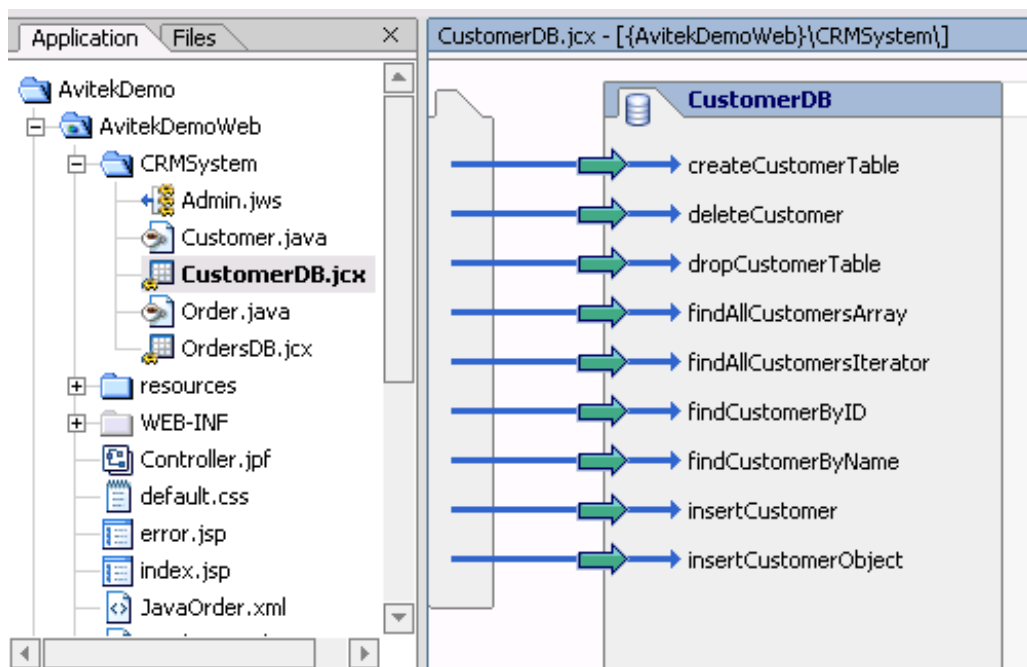 Application
Files
AvitekDemo
AvitekDemoWeb
CRMSystem
Admin.jws
Customer.java
CustomerDB.jcx
Order.java
OrdersDB.jcx
resources
WEB-INF
Controller.jpf
default.css
error.jsp
index.jsp
JavaOrder.xml
CustomerDB.jcx - [{AvitekDemoWeb}\CRMSystem\]
CustomerDB
createCustomerTable
deleteCustomer
dropCustomerTable
findAllCustomersArray
findAllCustomersIterator
findCustomerByID
findCustomerByName
insertCustomer
insertCustomerObject